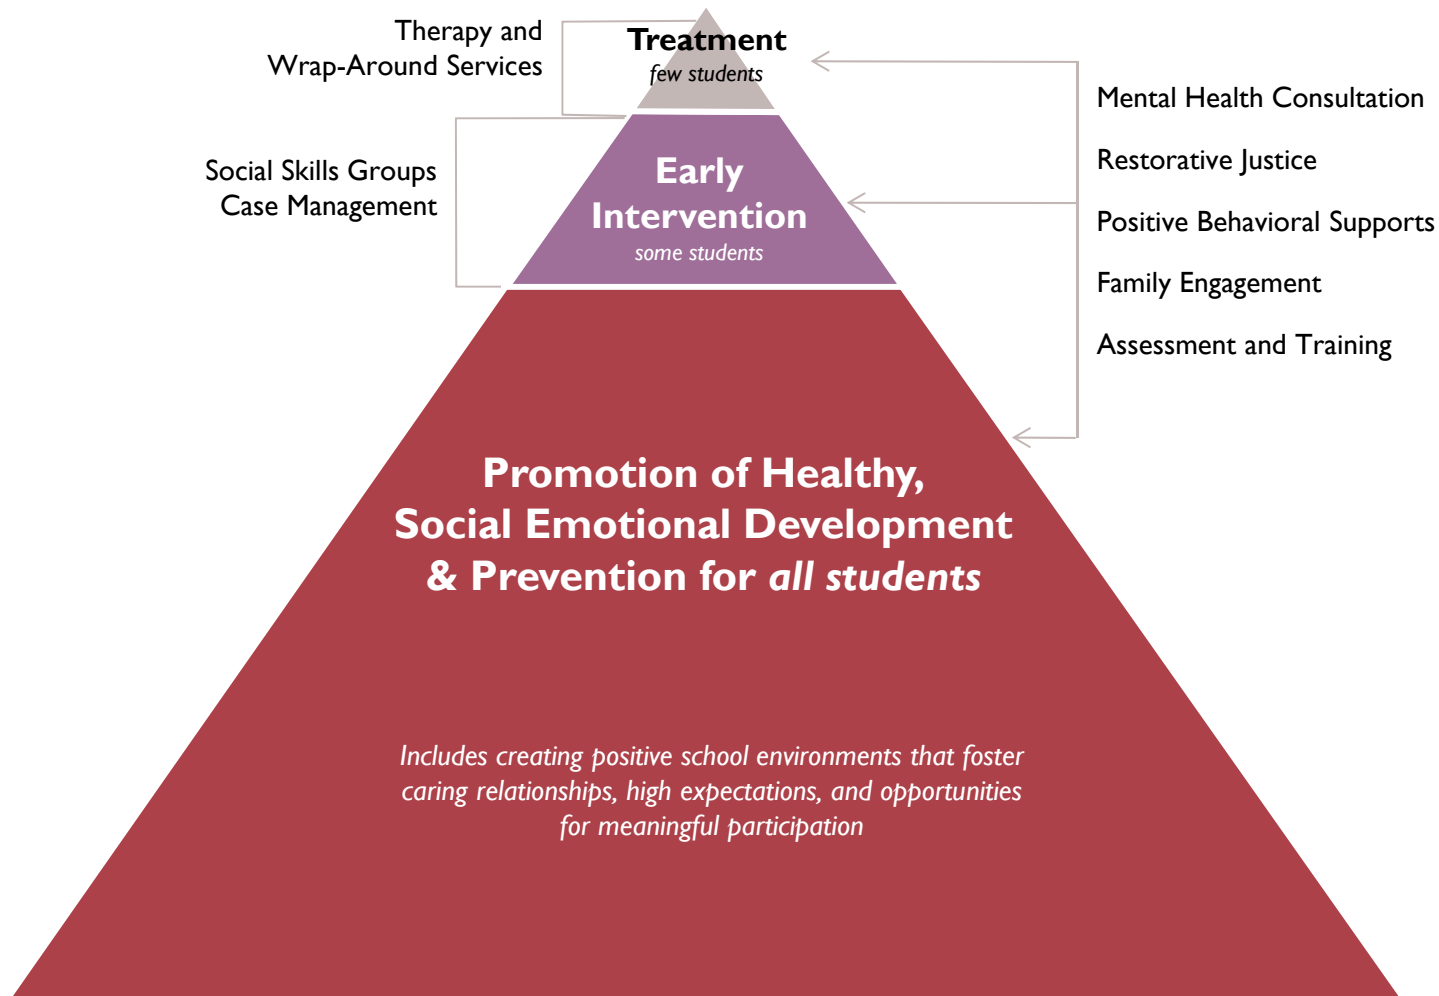 Therapy and
Wrap-Around Services
Treatment
few students
Mental Health Consultation
Restorative Justice
Positive Behavioral Supports
Family Engagement
Assessment and Training
Social Skills Groups
Case Management
Early
Intervention
some students
Promotion of Healthy,
Social Emotional Development
& Prevention for all students
Includes creating positive school environments that foster
caring relationships, high expectations, and opportunities
for meaningful participation